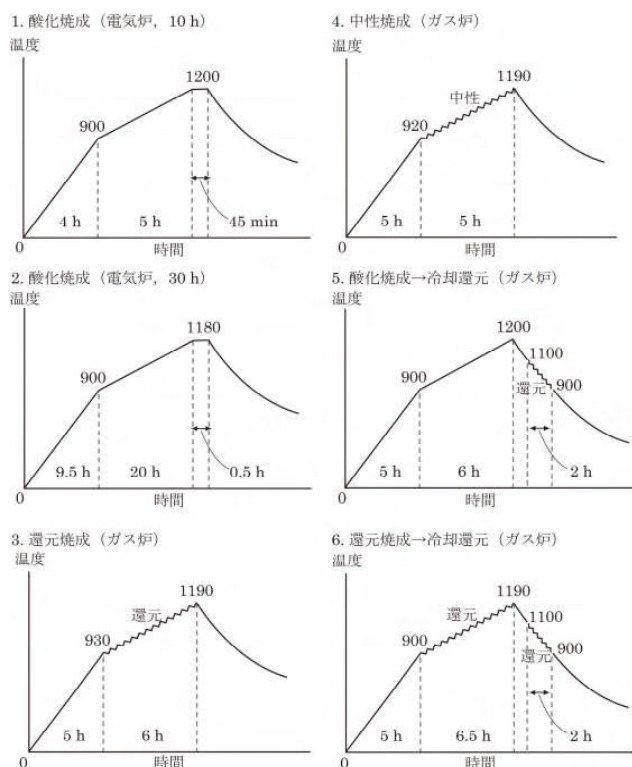 1. 酸化焼成（電気炉，10 h）
温度
1200
900
4 h
5 h
45 min
0
時間
2. 酸化焼成（電気炉，30 h）
温度
1180
900
9.5 h
20 h
0.5 h
0
時間
3. 還元焼成（ガス炉）
温度
1190
還元
930
5 h
6 h
0
時間
4. 中性焼成（ガス炉）
温度
1190
中性
920
5 h
5 h
0
時間
5. 酸化焼成→冷却還元（ガス炉）
温度
1200
1100
900
還元
900
5 h
6 h
2 h
0
時間
6. 還元焼成→冷却還元（ガス炉）
温度
1190
還元
1100
900
還元
900
5 h
6.5 h
2 h
0
時間